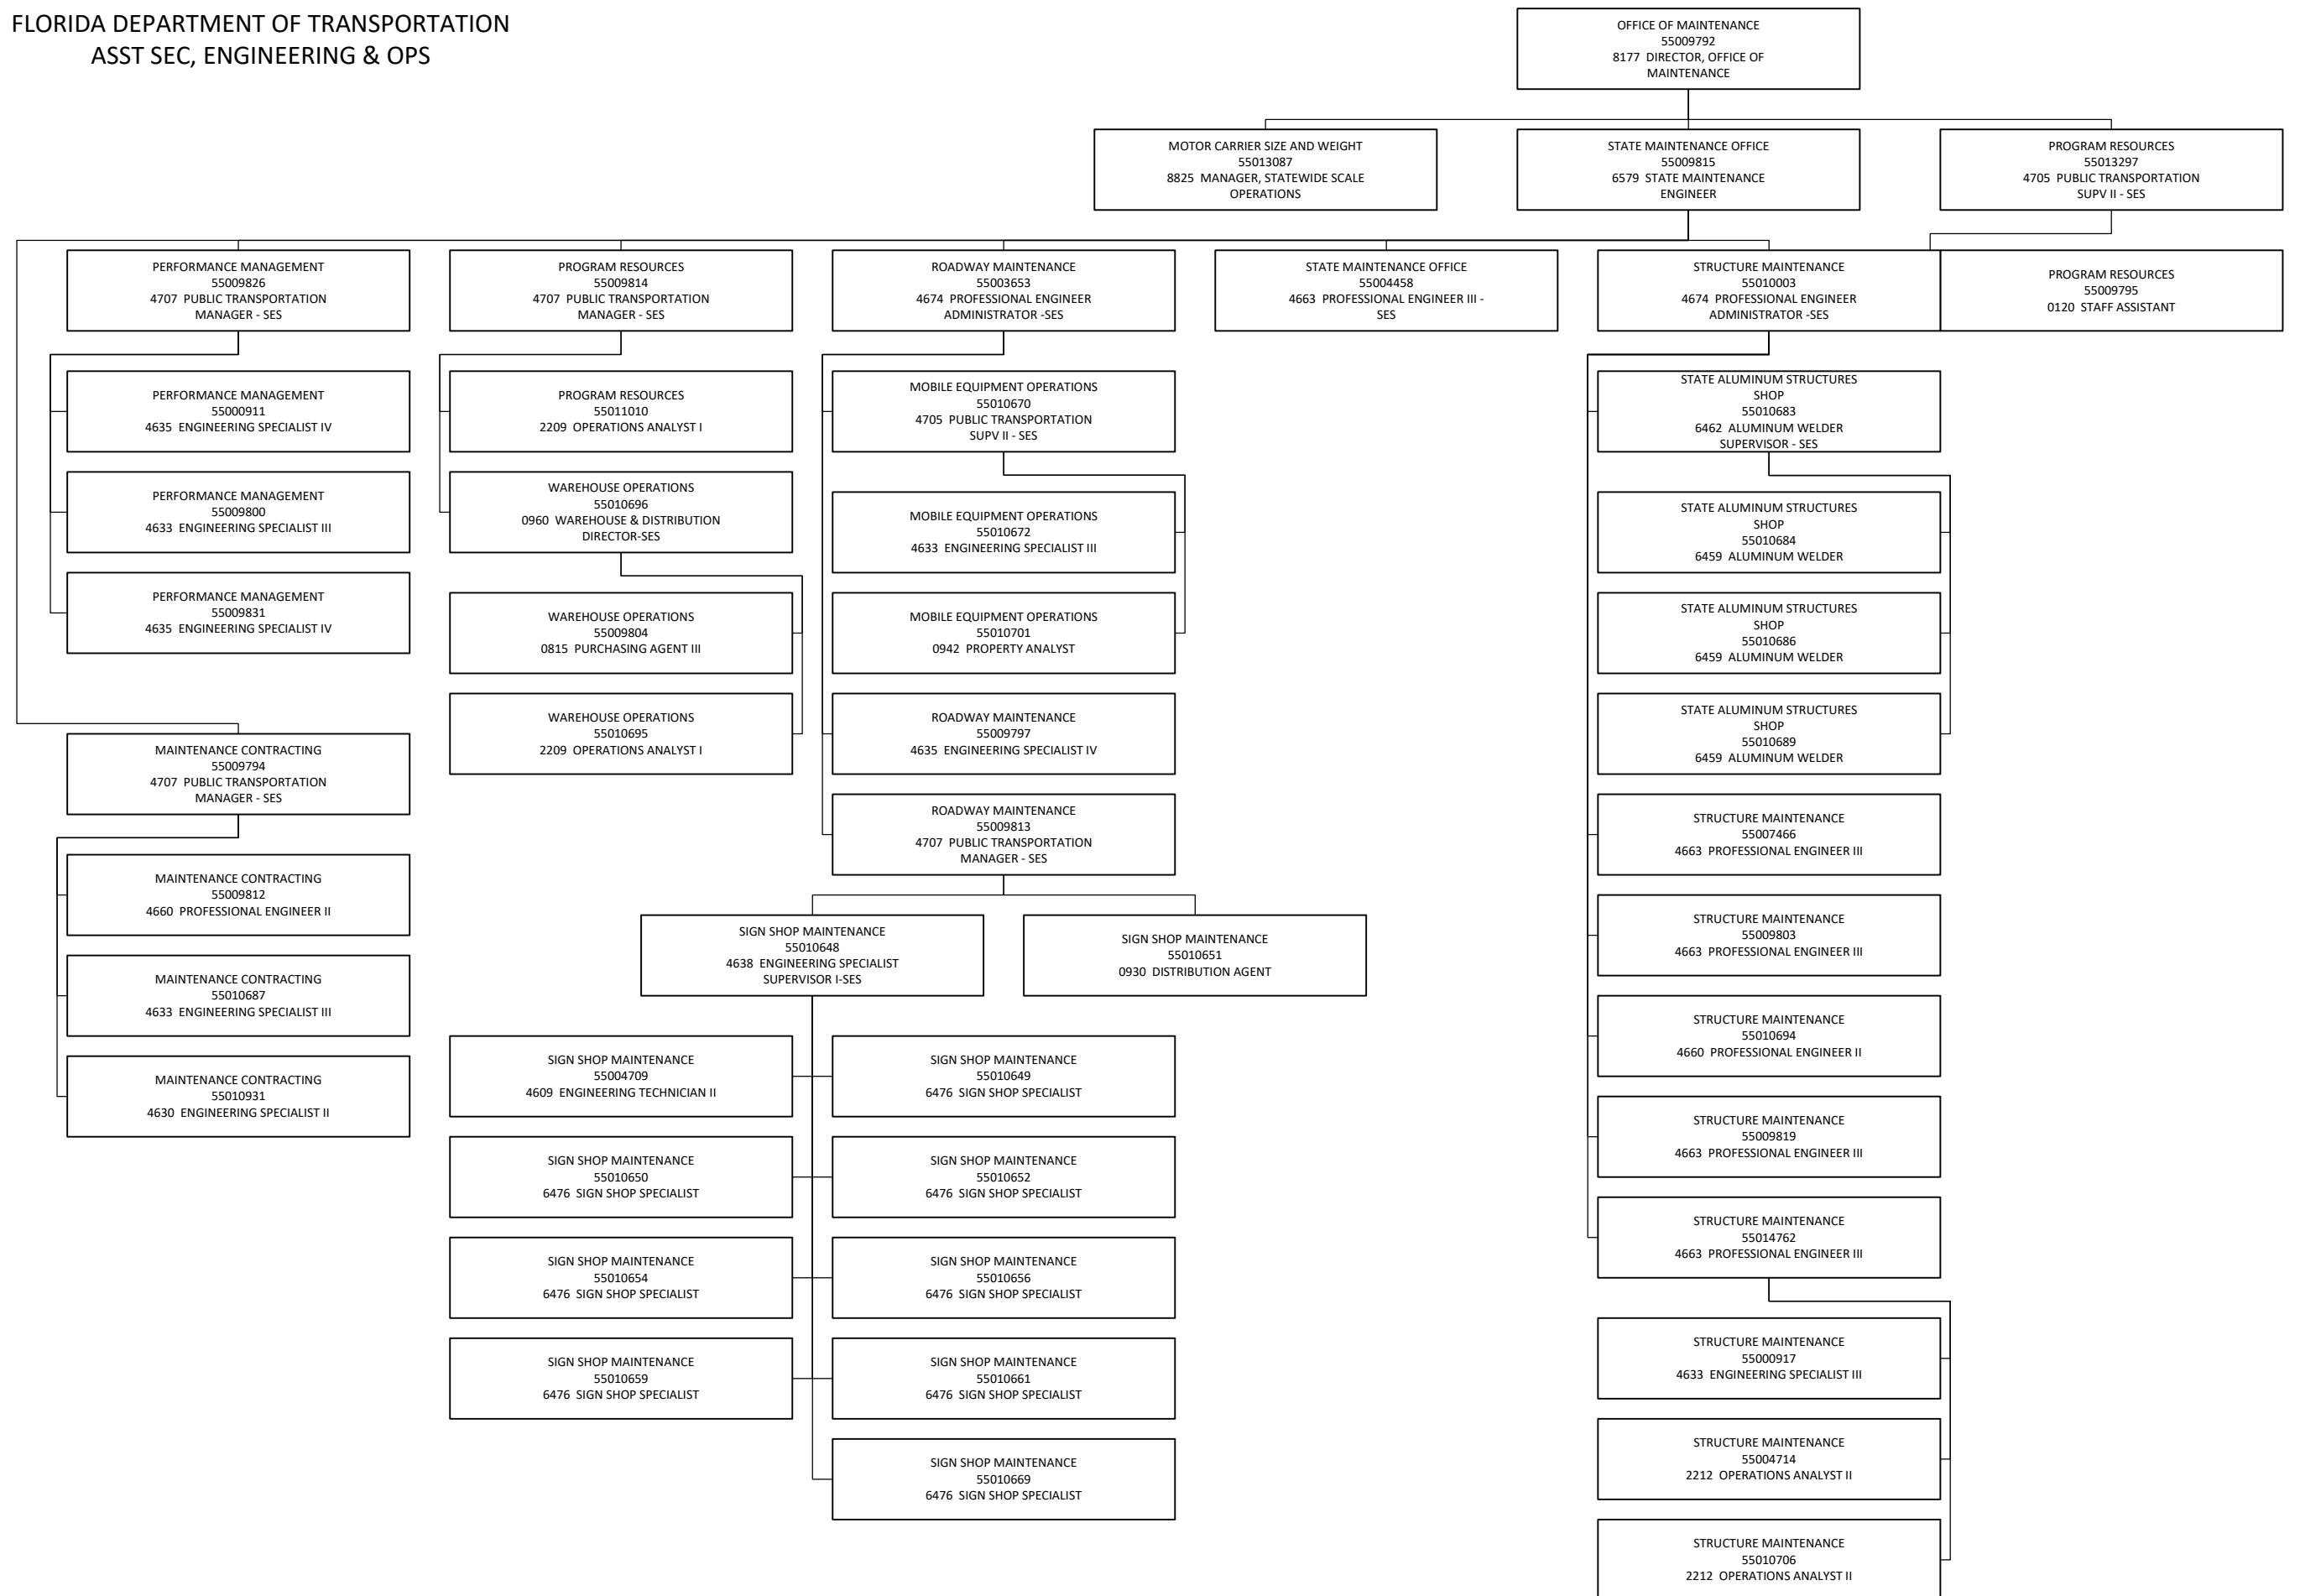 FLORIDA DEPARTMENT OF TRANSPORTATION
ASST SEC, ENGINEERING & OPS
OFFICE OF MAINTENANCE
55009792
8177 DIRECTOR, OFFICE OF
MAINTENANCE
MOTOR CARRIER SIZE AND WEIGHT
55013087
8825 MANAGER, STATEWIDE SCALE
OPERATIONS
STATE MAINTENANCE OFFICE
55009815
6579 STATE MAINTENANCE
ENGINEER
PROGRAM RESOURCES
55013297
4705 PUBLIC TRANSPORTATION
SUPV II - SES
PERFORMANCE MANAGEMENT
55009826
4707 PUBLIC TRANSPORTATION
MANAGER - SES
PROGRAM RESOURCES
55009814
4707 PUBLIC TRANSPORTATION
MANAGER - SES
ROADWAY MAINTENANCE
55003653
4674 PROFESSIONAL ENGINEER
ADMINISTRATOR -SES
STATE MAINTENANCE OFFICE
55004458
4663 PROFESSIONAL ENGINEER III -
SES
STRUCTURE MAINTENANCE
55010003
4674 PROFESSIONAL ENGINEER
ADMINISTRATOR -SES
PROGRAM RESOURCES
55009795
0120 STAFF ASSISTANT
PERFORMANCE MANAGEMENT
55000911
4635 ENGINEERING SPECIALIST IV
PERFORMANCE MANAGEMENT
55009800
4633 ENGINEERING SPECIALIST III
PERFORMANCE MANAGEMENT
55009831
4635 ENGINEERING SPECIALIST IV
MAINTENANCE CONTRACTING
55009794
4707 PUBLIC TRANSPORTATION
MANAGER - SES
MAINTENANCE CONTRACTING
55009812
4660 PROFESSIONAL ENGINEER II
MAINTENANCE CONTRACTING
55010687
4633 ENGINEERING SPECIALIST III
MAINTENANCE CONTRACTING
55010931
4630 ENGINEERING SPECIALIST II
PROGRAM RESOURCES
55011010
2209 OPERATIONS ANALYST I
WAREHOUSE OPERATIONS
55010696
0960 WAREHOUSE & DISTRIBUTION
DIRECTOR-SES
WAREHOUSE OPERATIONS
55009804
0815 PURCHASING AGENT III
WAREHOUSE OPERATIONS
55010695
2209 OPERATIONS ANALYST I
MOBILE EQUIPMENT OPERATIONS
55010670
4705 PUBLIC TRANSPORTATION
SUPV II - SES
MOBILE EQUIPMENT OPERATIONS
55010672
4633 ENGINEERING SPECIALIST III
MOBILE EQUIPMENT OPERATIONS
55010701
0942 PROPERTY ANALYST
ROADWAY MAINTENANCE
55009797
4635 ENGINEERING SPECIALIST IV
ROADWAY MAINTENANCE
55009813
4707 PUBLIC TRANSPORTATION
MANAGER - SES
SIGN SHOP MAINTENANCE
55010648
4638 ENGINEERING SPECIALIST
SUPERVISOR I-SES
SIGN SHOP MAINTENANCE
55010651
0930 DISTRIBUTION AGENT
SIGN SHOP MAINTENANCE
55004709
4609 ENGINEERING TECHNICIAN II
SIGN SHOP MAINTENANCE
55010649
6476 SIGN SHOP SPECIALIST
SIGN SHOP MAINTENANCE
55010650
6476 SIGN SHOP SPECIALIST
SIGN SHOP MAINTENANCE
55010652
6476 SIGN SHOP SPECIALIST
SIGN SHOP MAINTENANCE
55010654
6476 SIGN SHOP SPECIALIST
SIGN SHOP MAINTENANCE
55010656
6476 SIGN SHOP SPECIALIST
SIGN SHOP MAINTENANCE
55010659
6476 SIGN SHOP SPECIALIST
SIGN SHOP MAINTENANCE
55010661
6476 SIGN SHOP SPECIALIST
SIGN SHOP MAINTENANCE
55010669
6476 SIGN SHOP SPECIALIST
STATE ALUMINUM STRUCTURES
SHOP
55010683
6462 ALUMINUM WELDER
SUPERVISOR - SES
STATE ALUMINUM STRUCTURES
SHOP
55010684
6459 ALUMINUM WELDER
STATE ALUMINUM STRUCTURES
SHOP
55010686
6459 ALUMINUM WELDER
STATE ALUMINUM STRUCTURES
SHOP
55010689
6459 ALUMINUM WELDER
STRUCTURE MAINTENANCE
55007466
4663 PROFESSIONAL ENGINEER III
STRUCTURE MAINTENANCE
55009803
4663 PROFESSIONAL ENGINEER III
STRUCTURE MAINTENANCE
55010694
4660 PROFESSIONAL ENGINEER II
STRUCTURE MAINTENANCE
55009819
4663 PROFESSIONAL ENGINEER III
STRUCTURE MAINTENANCE
55014762
4663 PROFESSIONAL ENGINEER III
STRUCTURE MAINTENANCE
55000917
4633 ENGINEERING SPECIALIST III
STRUCTURE MAINTENANCE
55004714
2212 OPERATIONS ANALYST II
STRUCTURE MAINTENANCE
55010706
2212 OPERATIONS ANALYST II